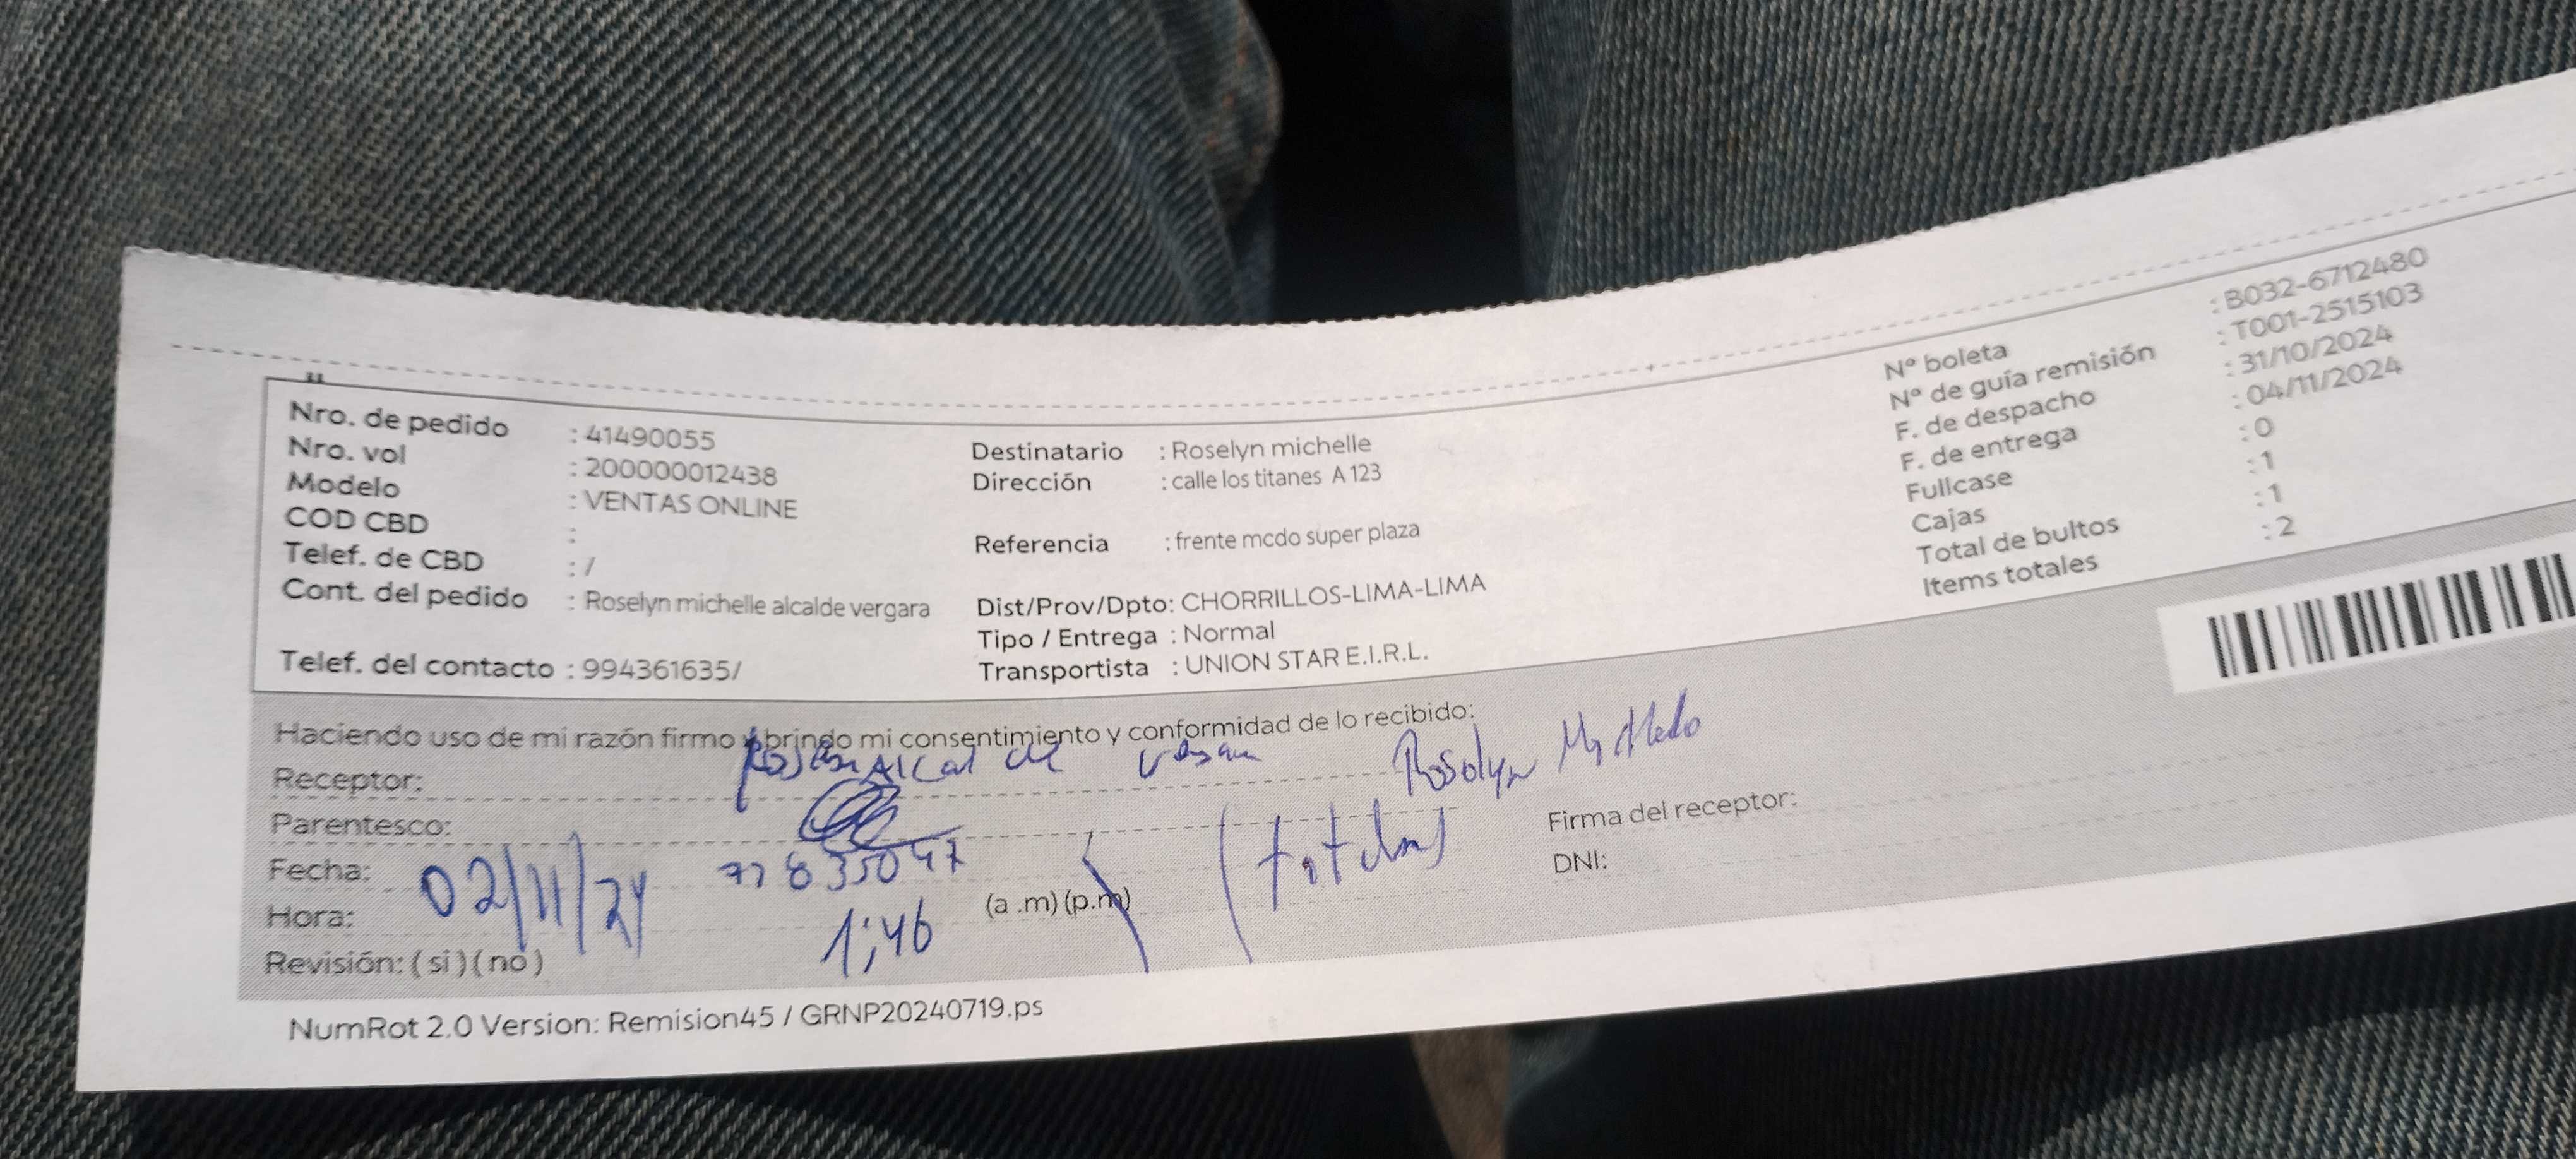 Nro. de pedido : 41490055
Nro. vol : 200000012438
Modelo : VENTAS ONLINE
COD CBD :
Telef. de CBD : /
Cont. del pedido : Roselyn michelle alcalde vergara
Telef. del contacto : 994361635/
Destinatario : Roselyn michelle
Dirección : calle los titanes A 123
Referencia : frente mcdo super plaza
Dist/Prov/Dpto: CHORRILLOS-LIMA-LIMA
Tipo / Entrega : Normal
Transportista : UNION STAR E.I.R.L.
Nº boleta : B032-6712480
Nº de guía remisión : T001-2515103
F. de despacho : 31/10/2024
F. de entrega : 04/11/2024
Fullcase : 0
Cajas : 1
Total de bultos : 1
Items totales : 2
Haciendo uso de mi razón firmo y brindo mi consentimiento y conformidad de lo recibido:
Receptor:
Roselyn
Parentesco:
Fecha: 02/11/24
Hora: 1;46 (a .m) (p.m)
Revisión: ( si ) ( no )
Firma del receptor:
DNI:
NumRot 2.0 Version: Remision45 / GRNP20240719.ps